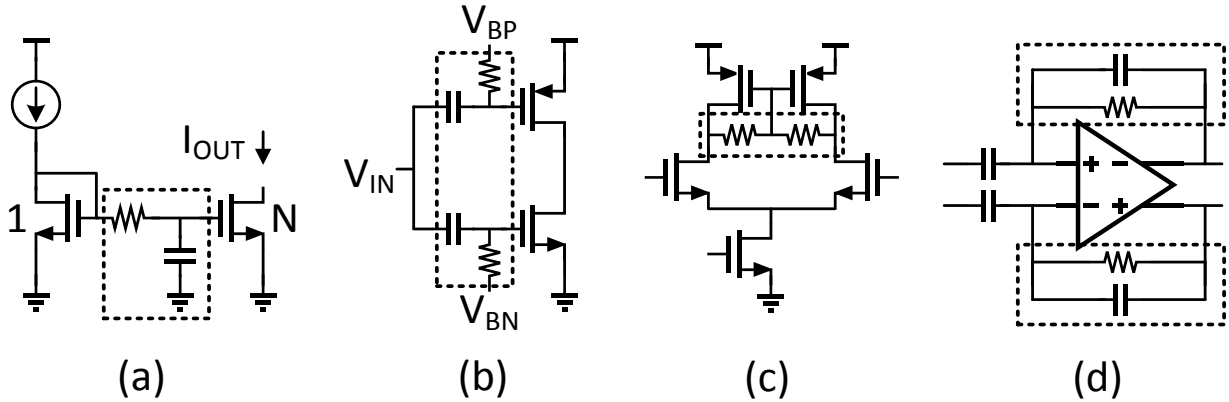 V_BP
I_OUT
V_IN
1
N
V_BN
+ −
− +
(a)
(b)
(c)
(d)